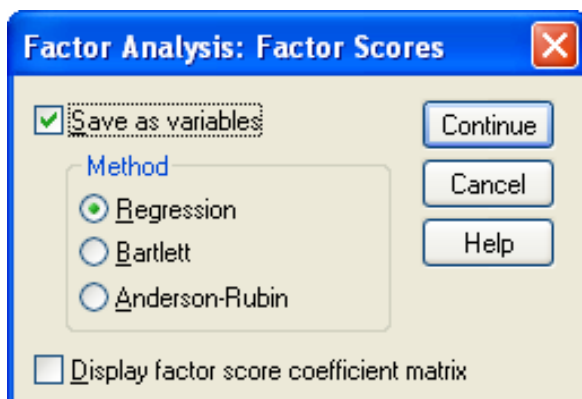 Factor Analysis: Factor Scores
Save as variables
Continue
Method
Cancel
Regression
Help
Bartlett
Anderson-Rubin
Display factor score coefficient matrix